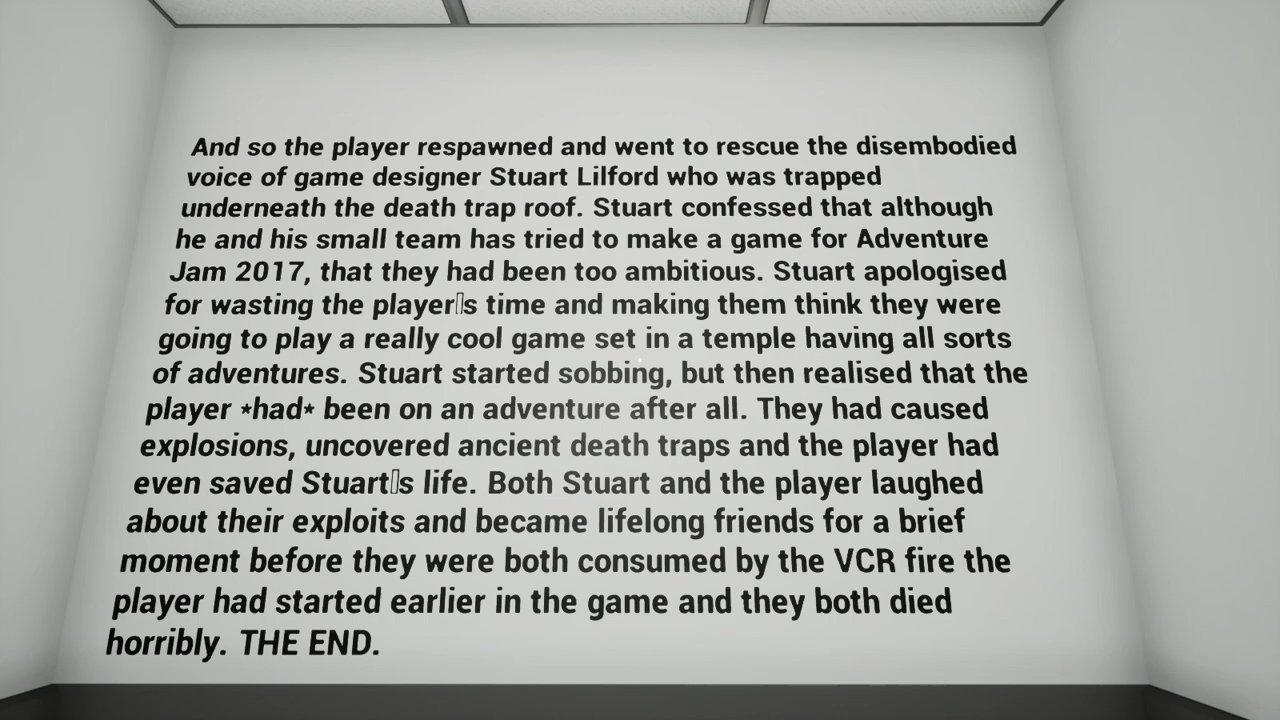 And so the player respawned and went to rescue the disembodied
voice of game designer Stuart Lilford who was trapped
underneath the death trap roof. Stuart confessed that although
he and his small team has tried to make a game for Adventure
Jam 2017, that they had been too ambitious. Stuart apologised
for wasting the player▯s time and making them think they were
going to play a really cool game set in a temple having all sorts
of adventures. Stuart started sobbing, but then realised that the
player *had* been on an adventure after all. They had caused
explosions, uncovered ancient death traps and the player had
even saved Stuart▯s life. Both Stuart and the player laughed
about their exploits and became lifelong friends for a brief
moment before they were both consumed by the VCR fire the
player had started earlier in the game and they both died
horribly. THE END.